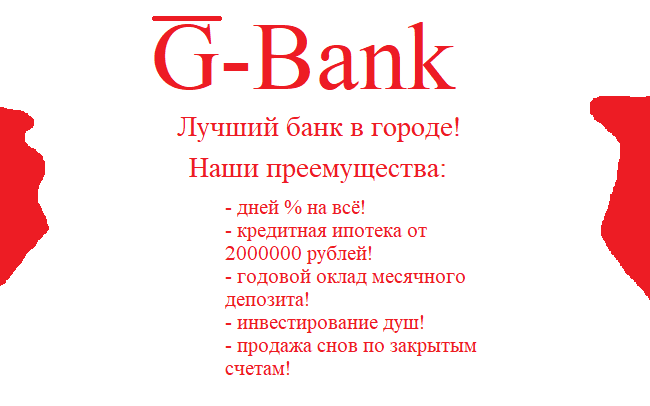 G-Bank
Лучший банк в городе!
Наши преемущества:
- дней % на всё!
- кредитная ипотека от
2000000 рублей!
- годовой оклад месячного
депозита!
- инвестирование душ!
- продажа снов по закрытым
счетам!